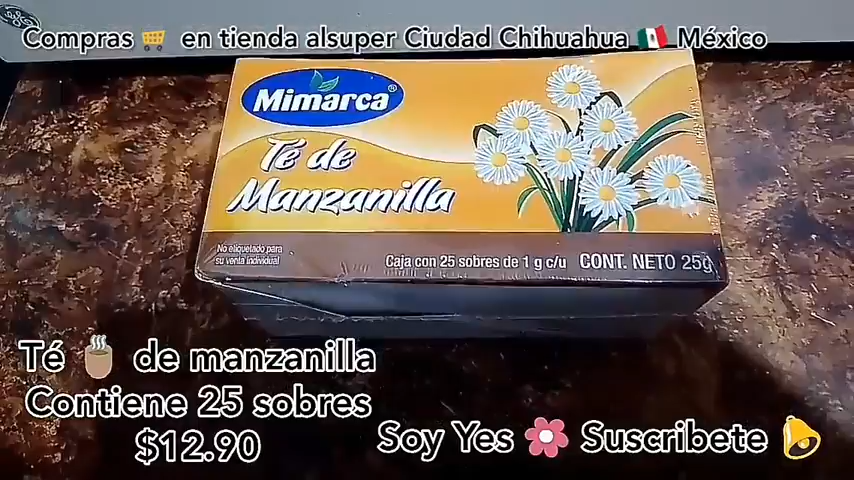 Compras 🛒 en tienda alsuper Ciudad Chihuahua 🇲🇽 México
Mimarca®
Té de
Manzanilla
No etiquetado para
su venta individual
Caja con 25 sobres de 1 g c/u CONT. NETO 25g
Té ☕ de manzanilla
Contiene 25 sobres
$12.90
Soy Yes 🌸 Suscribete 🔔